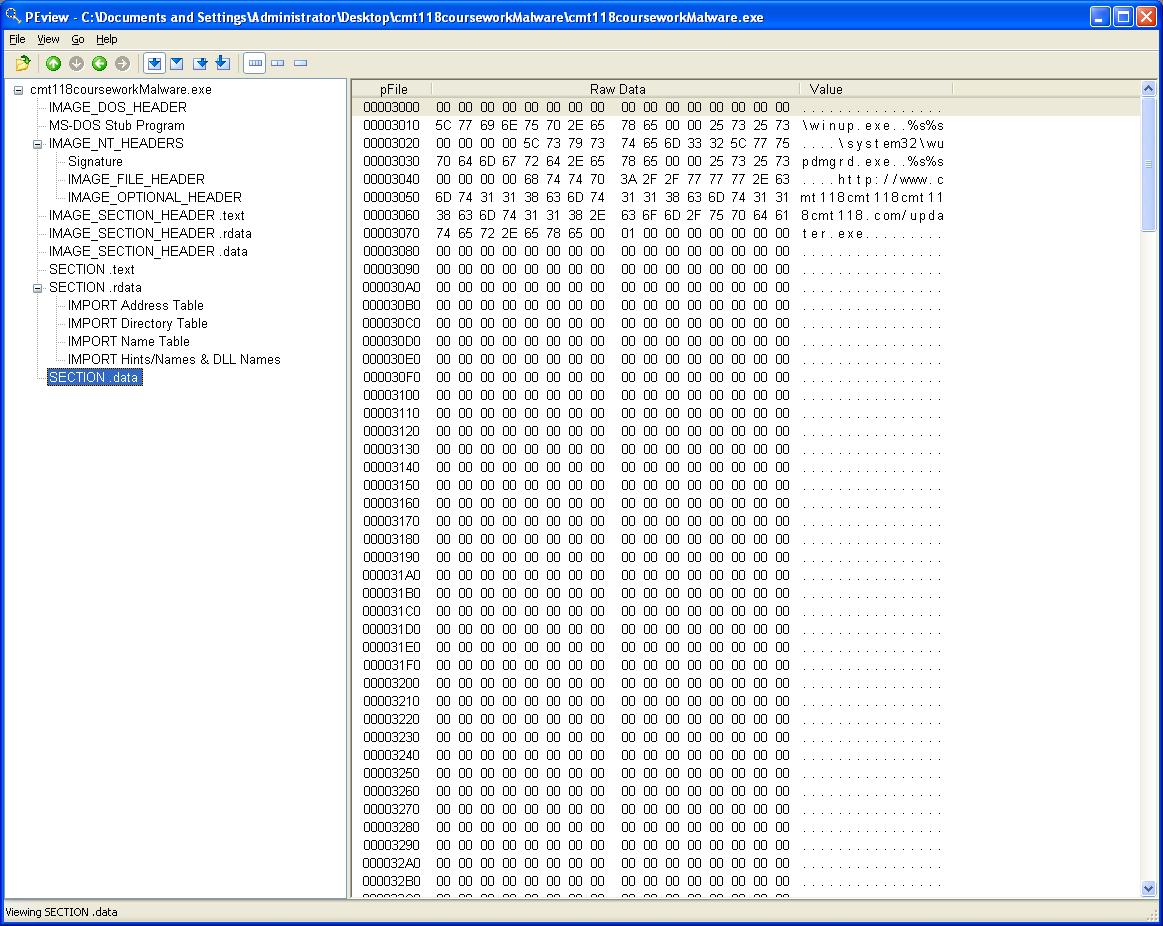 PEview - C:\Documents and Settings\Administrator\Desktop\cmt118courseworkMalware\cmt118courseworkMalware.exe
File View Go Help
cmt118courseworkMalware.exe
IMAGE_DOS_HEADER
MS-DOS Stub Program
IMAGE_NT_HEADERS
Signature
IMAGE_FILE_HEADER
IMAGE_OPTIONAL_HEADER
IMAGE_SECTION_HEADER .text
IMAGE_SECTION_HEADER .rdata
IMAGE_SECTION_HEADER .data
SECTION .text
SECTION .rdata
IMPORT Address Table
IMPORT Directory Table
IMPORT Name Table
IMPORT Hints/Names & DLL Names
SECTION .data
pFile Raw Data Value
00003000 00 00 00 00 00 00 00 00 00 00 00 00 00 00 00 00 ................
00003010 5C 77 69 6E 75 70 2E 65 78 65 00 00 25 73 25 73 \winup.exe..%s%s
00003020 00 00 00 00 5C 73 79 73 74 65 6D 33 32 5C 77 75 ....\system32\wu
00003030 70 64 6D 67 72 64 2E 65 78 65 00 00 25 73 25 73 pdmgrd.exe..%s%s
00003040 00 00 00 00 68 74 74 70 3A 2F 2F 77 77 77 2E 63 ....http://www.c
00003050 6D 74 31 31 38 63 6D 74 31 31 38 63 6D 74 31 31 mt118cmt118cmt11
00003060 38 63 6D 74 31 31 38 2E 63 6F 6D 2F 75 70 64 61 8cmt118.com/upda
00003070 74 65 72 2E 65 78 65 00 00 01 00 00 00 00 00 00 ter.exe.........
00003080 00 00 00 00 00 00 00 00 00 00 00 00 00 00 00 00 ................
00003090 00 00 00 00 00 00 00 00 00 00 00 00 00 00 00 00 ................
000030A0 00 00 00 00 00 00 00 00 00 00 00 00 00 00 00 00 ................
000030B0 00 00 00 00 00 00 00 00 00 00 00 00 00 00 00 00 ................
000030C0 00 00 00 00 00 00 00 00 00 00 00 00 00 00 00 00 ................
000030D0 00 00 00 00 00 00 00 00 00 00 00 00 00 00 00 00 ................
000030E0 00 00 00 00 00 00 00 00 00 00 00 00 00 00 00 00 ................
000030F0 00 00 00 00 00 00 00 00 00 00 00 00 00 00 00 00 ................
00003100 00 00 00 00 00 00 00 00 00 00 00 00 00 00 00 00 ................
00003110 00 00 00 00 00 00 00 00 00 00 00 00 00 00 00 00 ................
00003120 00 00 00 00 00 00 00 00 00 00 00 00 00 00 00 00 ................
00003130 00 00 00 00 00 00 00 00 00 00 00 00 00 00 00 00 ................
00003140 00 00 00 00 00 00 00 00 00 00 00 00 00 00 00 00 ................
00003150 00 00 00 00 00 00 00 00 00 00 00 00 00 00 00 00 ................
00003160 00 00 00 00 00 00 00 00 00 00 00 00 00 00 00 00 ................
00003170 00 00 00 00 00 00 00 00 00 00 00 00 00 00 00 00 ................
00003180 00 00 00 00 00 00 00 00 00 00 00 00 00 00 00 00 ................
00003190 00 00 00 00 00 00 00 00 00 00 00 00 00 00 00 00 ................
000031A0 00 00 00 00 00 00 00 00 00 00 00 00 00 00 00 00 ................
000031B0 00 00 00 00 00 00 00 00 00 00 00 00 00 00 00 00 ................
000031C0 00 00 00 00 00 00 00 00 00 00 00 00 00 00 00 00 ................
000031D0 00 00 00 00 00 00 00 00 00 00 00 00 00 00 00 00 ................
000031E0 00 00 00 00 00 00 00 00 00 00 00 00 00 00 00 00 ................
000031F0 00 00 00 00 00 00 00 00 00 00 00 00 00 00 00 00 ................
00003200 00 00 00 00 00 00 00 00 00 00 00 00 00 00 00 00 ................
00003210 00 00 00 00 00 00 00 00 00 00 00 00 00 00 00 00 ................
00003220 00 00 00 00 00 00 00 00 00 00 00 00 00 00 00 00 ................
00003230 00 00 00 00 00 00 00 00 00 00 00 00 00 00 00 00 ................
00003240 00 00 00 00 00 00 00 00 00 00 00 00 00 00 00 00 ................
00003250 00 00 00 00 00 00 00 00 00 00 00 00 00 00 00 00 ................
00003260 00 00 00 00 00 00 00 00 00 00 00 00 00 00 00 00 ................
00003270 00 00 00 00 00 00 00 00 00 00 00 00 00 00 00 00 ................
00003280 00 00 00 00 00 00 00 00 00 00 00 00 00 00 00 00 ................
00003290 00 00 00 00 00 00 00 00 00 00 00 00 00 00 00 00 ................
000032A0 00 00 00 00 00 00 00 00 00 00 00 00 00 00 00 00 ................
000032B0 00 00 00 00 00 00 00 00 00 00 00 00 00 00 00 00 ................
Viewing SECTION .data